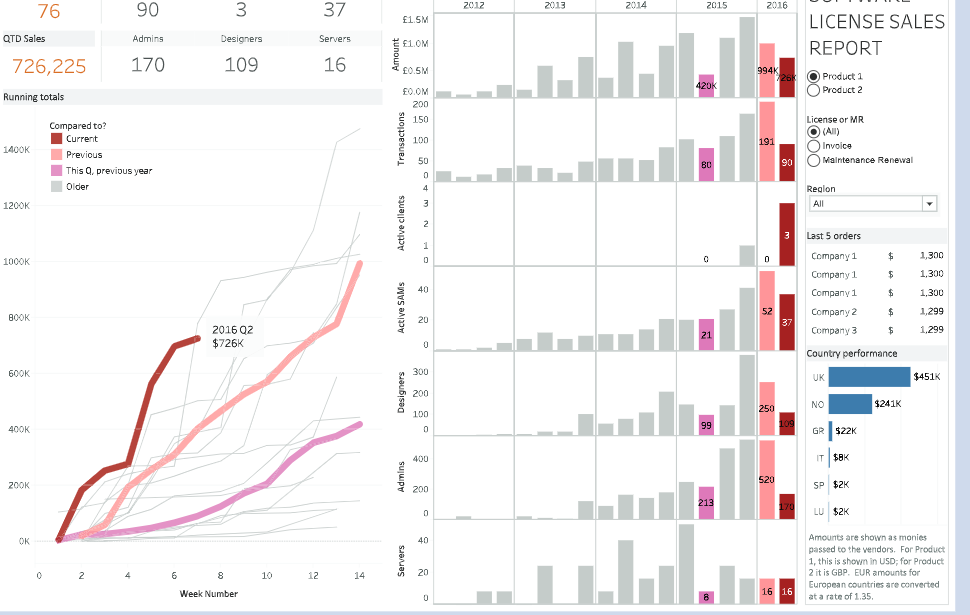 76 90 3 37
QTD Sales Admins Designers Servers
726,225 170 109 16
Running totals
Compared to?
Current
Previous
This Q, previous year
Older
1400K
1200K
1000K
800K
600K
400K
200K
0K
2016 Q2
$726K
0 2 4 6 8 10 12 14
Week Number
2012 2013 2014 2015 2016
Amount
£1.5M
£1.0M
£0.5M
£0.0M
420K 994K 726K
Transactions
200
150
100
50
0
80 191 90
Active clients
4
3
2
1
0
0 0 3
Active SAMs
40
20
0
21 52 37
Designers
300
200
100
0
99 250 109
Admins
400
200
0
213 520 170
Servers
40
20
0
8 16 16
SOFTWARE
LICENSE SALES
REPORT
Product 1
Product 2
License or MR
(All)
Invoice
Maintenance Renewal
Region
All
Last 5 orders
Company 1 $ 1,300
Company 1 $ 1,300
Company 1 $ 1,300
Company 2 $ 1,299
Company 3 $ 1,299
Country performance
UK $451K
NO $241K
GR $22K
IT $8K
SP $2K
LU $2K
Amounts are shown as monies
passed to the vendors. For Product
1, this is shown in USD; for Product
2 it is GBP. EUR amounts for
European countries are converted
at a rate of 1.35.